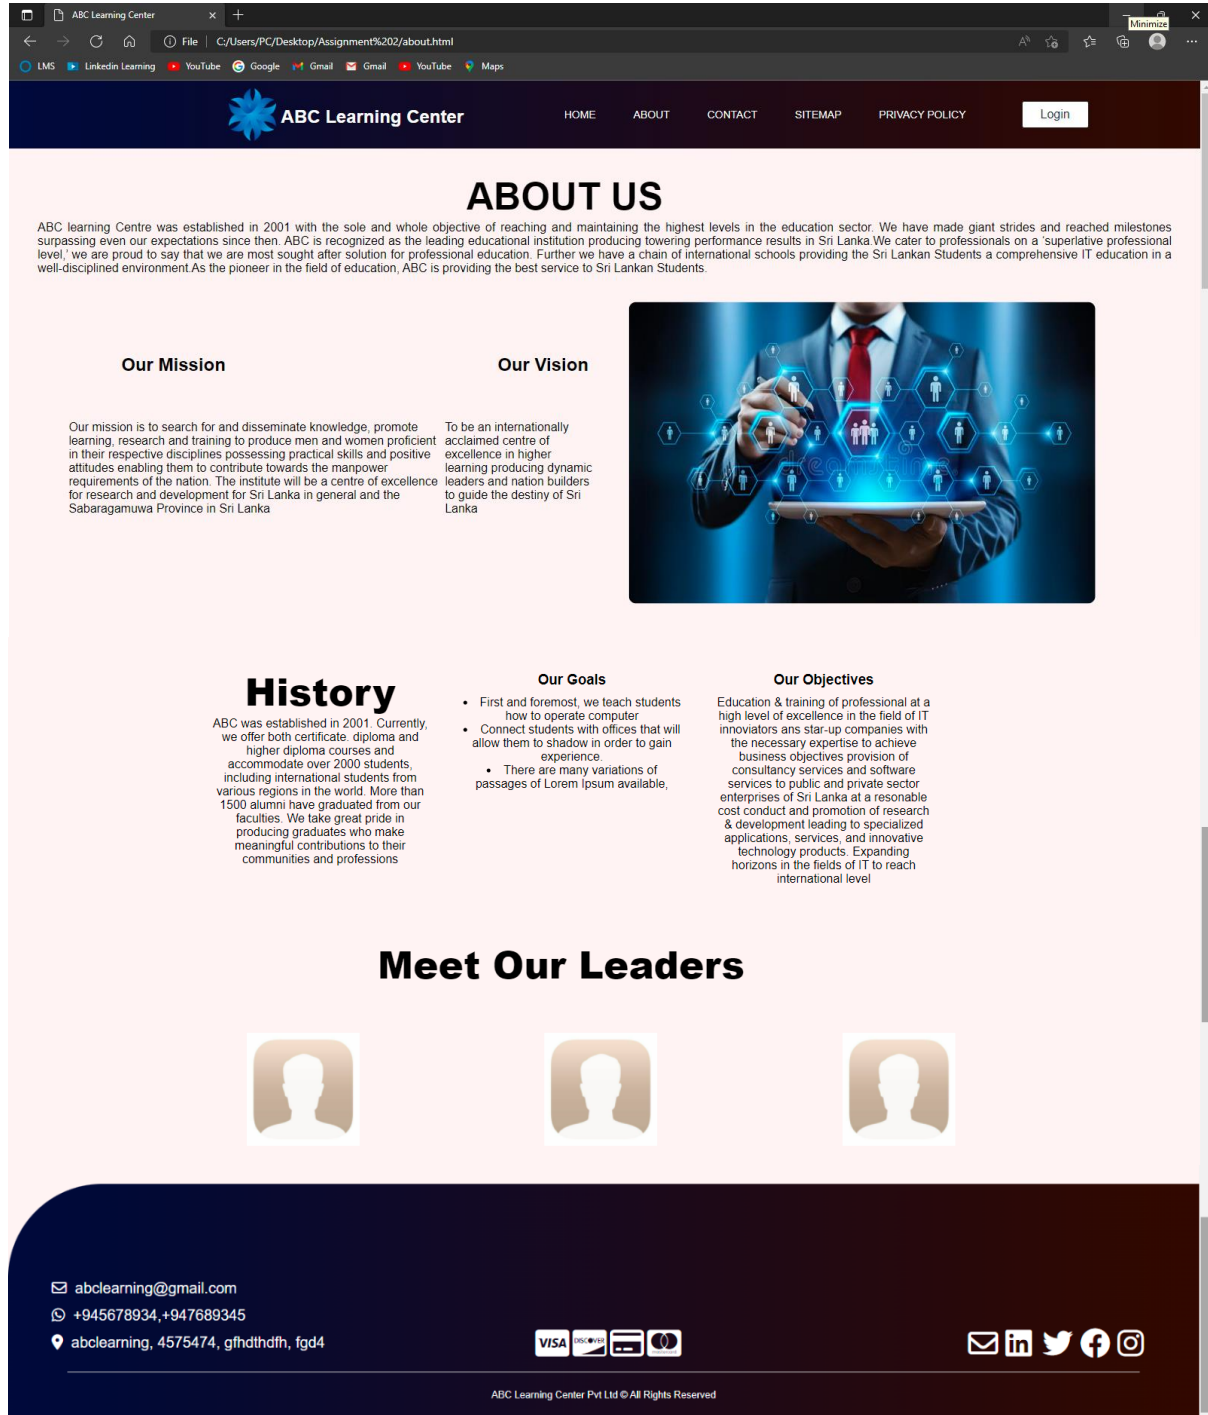 ABC Learning Center
Minimize
File | C:/Users/PC/Desktop/Assignment%202/about.html
LMS Linkedin Learning YouTube Google Gmail Gmail YouTube Maps
ABC Learning Center HOME ABOUT CONTACT SITEMAP PRIVACY POLICY Login
ABOUT US
ABC learning Centre was established in 2001 with the sole and whole objective of reaching and maintaining the highest levels in the education sector. We have made giant strides and reached milestones
surpassing even our expectations since then. ABC is recognized as the leading educational institution producing towering performance results in Sri Lanka.We cater to professionals on a 'superlative professional
level,' we are proud to say that we are most sought after solution for professional education. Further we have a chain of international schools providing the Sri Lankan Students a comprehensive IT education in a
well-disciplined environment.As the pioneer in the field of education, ABC is providing the best service to Sri Lankan Students.
Our Mission
Our mission is to search for and disseminate knowledge, promote
learning, research and training to produce men and women proficient
in their respective disciplines possessing practical skills and positive
attitudes enabling them to contribute towards the manpower
requirements of the nation. The institute will be a centre of excellence
for research and development for Sri Lanka in general and the
Sabaragamuwa Province in Sri Lanka
Our Vision
To be an internationally
acclaimed centre of
excellence in higher
learning producing dynamic
leaders and nation builders
to guide the destiny of Sri
Lanka
dreamstime
History
ABC was established in 2001. Currently,
we offer both certificate. diploma and
higher diploma courses and
accommodate over 2000 students,
including international students from
various regions in the world. More than
1500 alumni have graduated from our
faculties. We take great pride in
producing graduates who make
meaningful contributions to their
communities and professions
Our Goals
• First and foremost, we teach students
how to operate computer
• Connect students with offices that will
allow them to shadow in order to gain
experience.
• There are many variations of
passages of Lorem Ipsum available,
Our Objectives
Education & training of professional at a
high level of excellence in the field of IT
innoviators ans star-up companies with
the necessary expertise to achieve
business objectives provision of
consultancy services and software
services to public and private sector
enterprises of Sri Lanka at a resonable
cost conduct and promotion of research
& development leading to specialized
applications, services, and innovative
technology products. Expanding
horizons in the fields of IT to reach
international level
Meet Our Leaders
abclearning@gmail.com
+945678934,+947689345
abclearning, 4575474, gfhdthdfh, fgd4
VISA DISCOVER
in
ABC Learning Center Pvt Ltd © All Rights Reserved